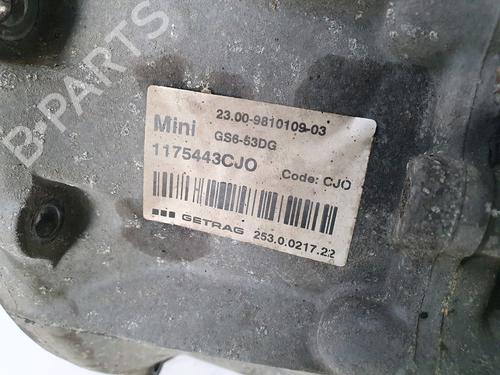 B-PARTS
23.00-9810109-03
Mini GS6-53DG
1175443CJO Code: CJO
GETRAG 253.0.0217.22